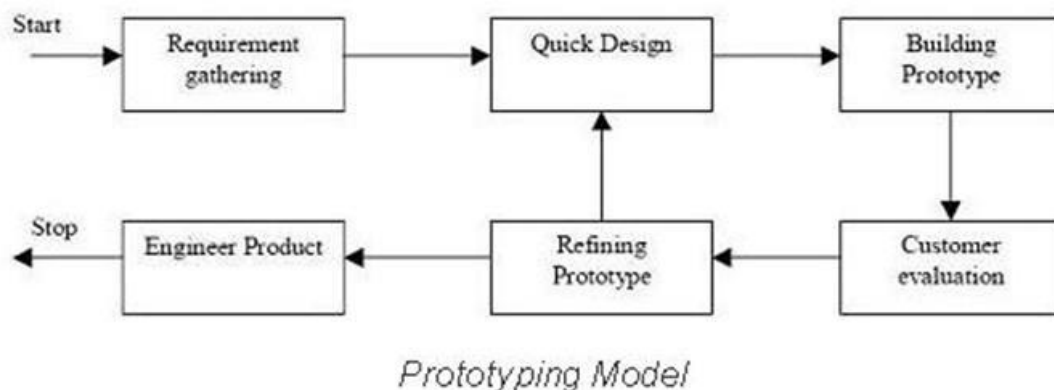 Start
Requirement
gathering
Quick Design
Building
Prototype
Stop
Engineer Product
Refining
Prototype
Customer
evaluation
Prototyping Model